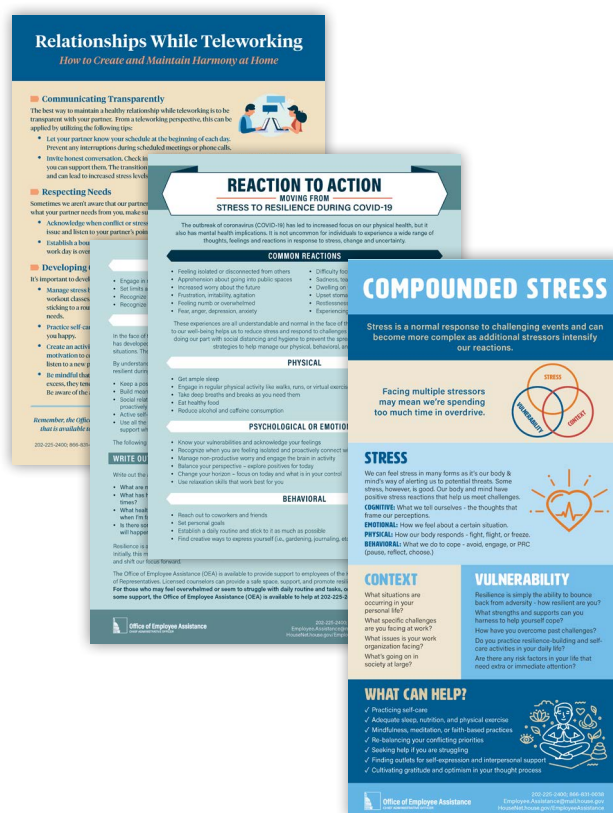 Relationships While Teleworking
How to Create and Maintain Harmony at Home
Communicating Transparently
The best way to maintain a healthy relationship while teleworking is to be
transparent with your partner. From a teleworking perspective, this can be
applied by utilizing the following tips:
Let your partner know your schedule at the beginning of each day.
Prevent any interruptions during scheduled meetings or phone calls.
Invite honest conversation. Check in
you can support them. The transition
and can lead to increased stress levels
Respecting Needs
Sometimes we aren't aware that our partner
what your partner needs from you, make su
Acknowledge when conflict or stress
issue and listen to your partner's poin
Establish a bou
work day is over
Developing
It's important to devel
Manage stress
workout classes
sticking to a rou
needs.
Practice self-car
you happy.
Create an activi
motivation to c
listen to a new p
Be mindful that
excess, they ten
Be aware of the a
Remember, the Offic
that is available t
202-225-2400; 866-831-
Engage in
Set limits a
Recognize
Recognize
In the face of
has develope
situations. Th
By understan
resilient durin
Keep a pos
Build mean
Social relat
proactively
Active self-
Use all the
support wh
The following
WRITE OUT
Write out the
What are
What has h
times?
What healt
when I'm f
Is there so
will happe
Resilience is a
Initially, this m
and shift our focus forward.
REACTION TO ACTION
MOVING FROM
STRESS TO RESILIENCE DURING COVID-19
The outbreak of coronavirus (COVID-19) has led to increased focus on our physical health, but it
also has mental health implications. It is not uncommon for individuals to experience a wide range of
thoughts, feelings and reactions in response to stress, change and uncertainty.
COMMON REACTIONS
Feeling isolated or disconnected from others
Apprehension about going into public spaces
Increased worry about the future
Frustration, irritability, agitation
Feeling numb or overwhelmed
Fear, anger, depression, anxiety
Difficulty foc
Sadness, tea
Dwelling on
Upset stoma
Restlessness
Experiencing
These experiences are all understandable and normal in the face of th
to our well-being helps us to reduce stress and respond to challenges
doing our part with social distancing and hygiene to prevent the spre
strategies to help manage our physical, behavioral, an
PHYSICAL
Get ample sleep
Engage in regular physical activity like walks, runs, or virtual exercise
Take deep breaths and breaks as you need them
Eat healthy food
Reduce alcohol and caffeine consumption
PSYCHOLOGICAL OR EMOTIO
Know your vulnerabilities and acknowledge your feelings
Recognize when you are feeling isolated and proactively connect w
Manage non-productive worry and engage the brain in activity
Balance your perspective – explore positives for today
Change your horizon – focus on today and what is in your control
Use relaxation skills that work best for you
BEHAVIORAL
Reach out to coworkers and friends
Set personal goals
Establish a daily routine and stick to it as much as possible
Find creative ways to express yourself (i.e., gardening, journaling, etc
The Office of Employee Assistance (OEA) is available to provide support to employees of the
of Representatives. Licensed counselors can provide a safe space, support, and promote resili
For those who may feel overwhelmed or seem to struggle with daily routine and tasks, o
some support, the Office of Employee Assistance (OEA) is available to help at 202-225-2
Office of Employee Assistance
CHIEF ADMINISTRATIVE OFFICER
202-225-2400;
Employee.Assistance@m
HouseNet.house.gov/Emplo
COMPOUNDED STRESS
Stress is a normal response to challenging events and can
become more complex as additional stressors intensify
our reactions.
Facing multiple stressors
may mean we're spending
too much time in overdrive.
STRESS
VULNERABILITY
CONTEXT
STRESS
We can feel stress in many forms as it's our body &
mind's way of alerting us to potential threats. Some
stress, however, is good. Our body and mind have
positive stress reactions that help us meet challenges.
COGNITIVE: What we tell ourselves - the thoughts that
frame our perceptions.
EMOTIONAL: How we feel about a certain situation.
PHYSICAL: How our body responds - fight, flight, or freeze.
BEHAVIORAL: What we do to cope - avoid, engage, or PRC
(pause, reflect, choose.)
CONTEXT
What situations are
occurring in your
personal life?
What specific challenges
are you facing at work?
What issues is your work
organization facing?
What's going on in
society at large?
VULNERABILITY
Resilience is simply the ability to bounce
back from adversity - how resilient are you?
What strengths and supports can you
harness to help yourself cope?
How have you overcome past challenges?
Do you practice resilience-building and self-
care activities in your daily life?
Are there any risk factors in your life that
need extra or immediate attention?
WHAT CAN HELP?
✓ Practicing self-care
✓ Adequate sleep, nutrition, and physical exercise
✓ Mindfulness, meditation, or faith-based practices
✓ Re-balancing your conflicting priorities
✓ Seeking help if you are struggling
✓ Finding outlets for self-expression and interpersonal support
✓ Cultivating gratitude and optimism in your thought process
Office of Employee Assistance
CHIEF ADMINISTRATIVE OFFICER
202-225-2400; 866-831-0038
Employee.Assistance@mail.house.gov
HouseNet.house.gov/EmployeeAssistance